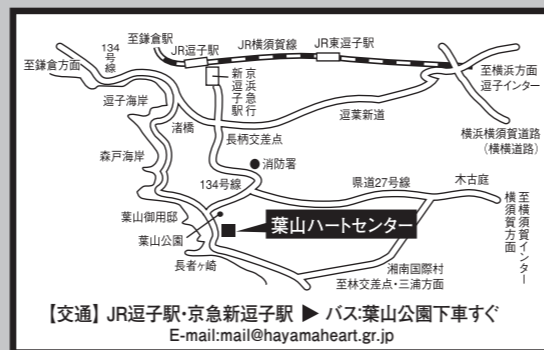 至鎌倉駅
134号線
至鎌倉方面
JR逗子駅
JR横須賀線
JR東逗子駅
至横浜方面
逗子インター
京浜急行
新逗子駅
逗子海岸
渚橋
逗葉新道
横浜横須賀道路
(横横道路)
長柄交差点
森戸海岸
消防署
134号線
県道27号線
木古庭
至横須賀インター
横須賀方面
葉山御用邸
葉山公園
葉山ハートセンター
長者ヶ崎
湘南国際村
至林交差点・三浦方面
【交通】JR逗子駅・京急新逗子駅 ▶ バス:葉山公園下車すぐ
E-mail:mail@hayamaheart.gr.jp